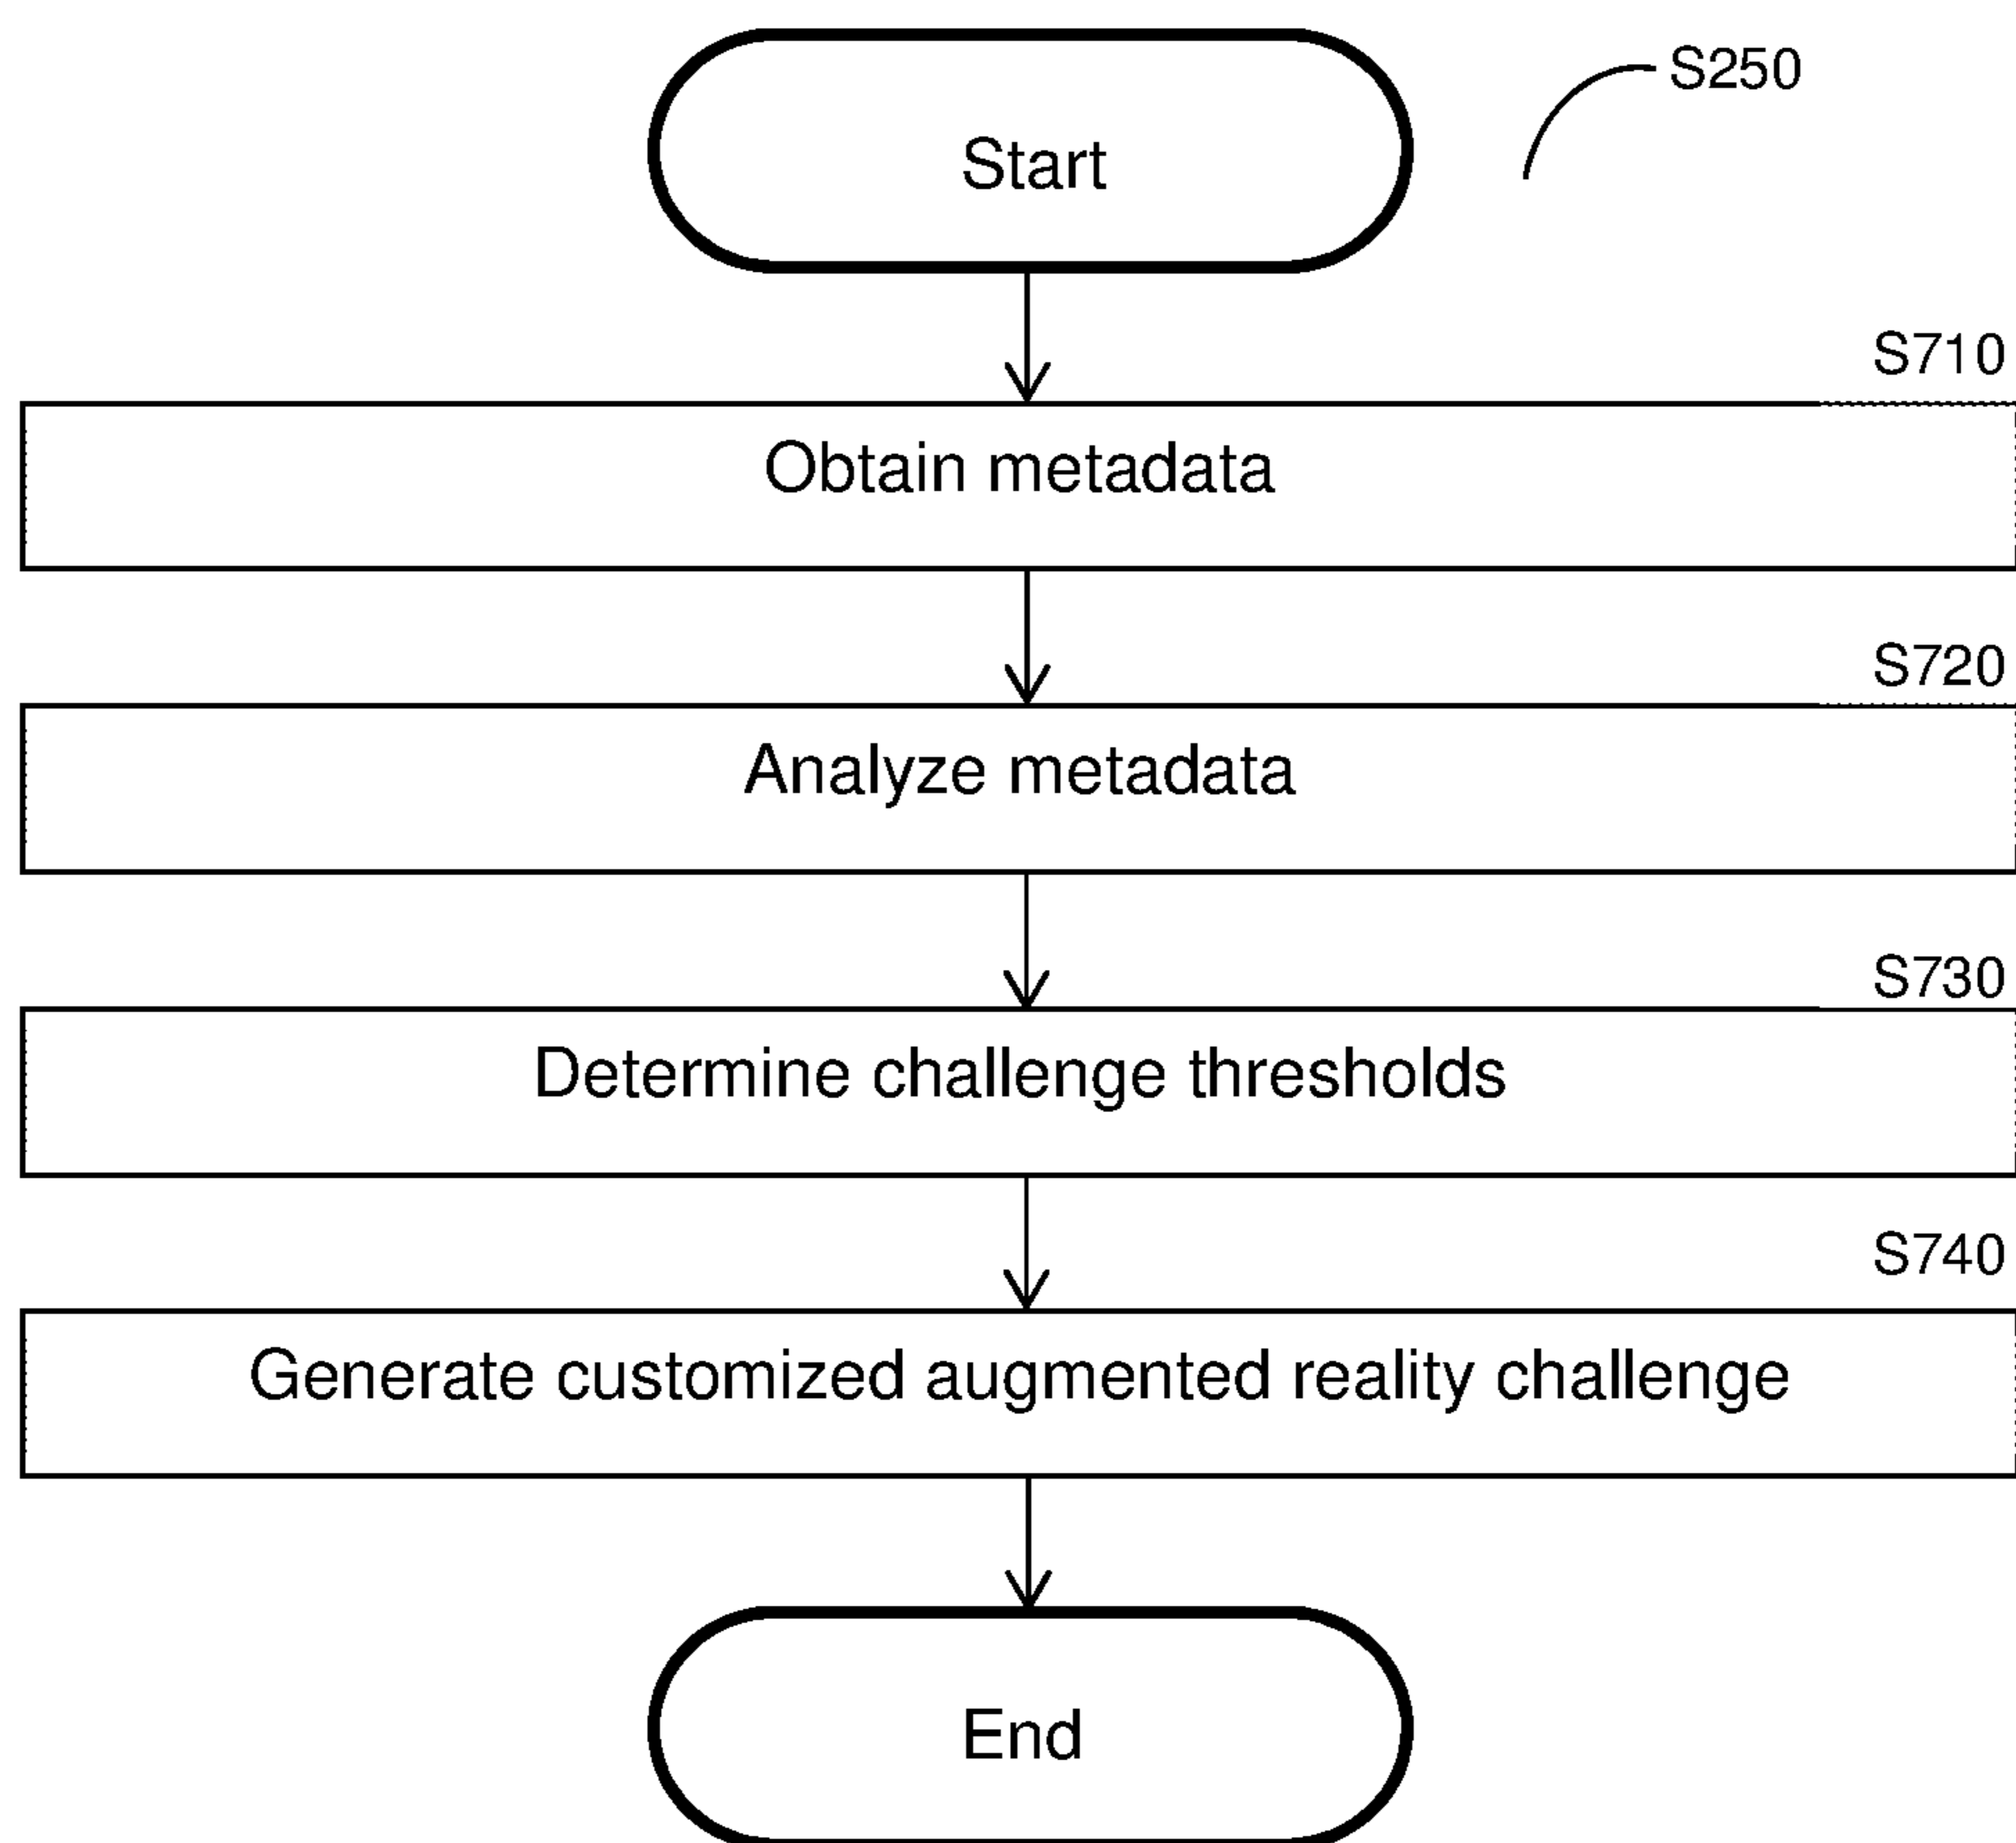 Start
S250
S710
Obtain metadata
S720
Analyze metadata
S730
Determine challenge thresholds
S740
Generate customized augmented reality challenge
End